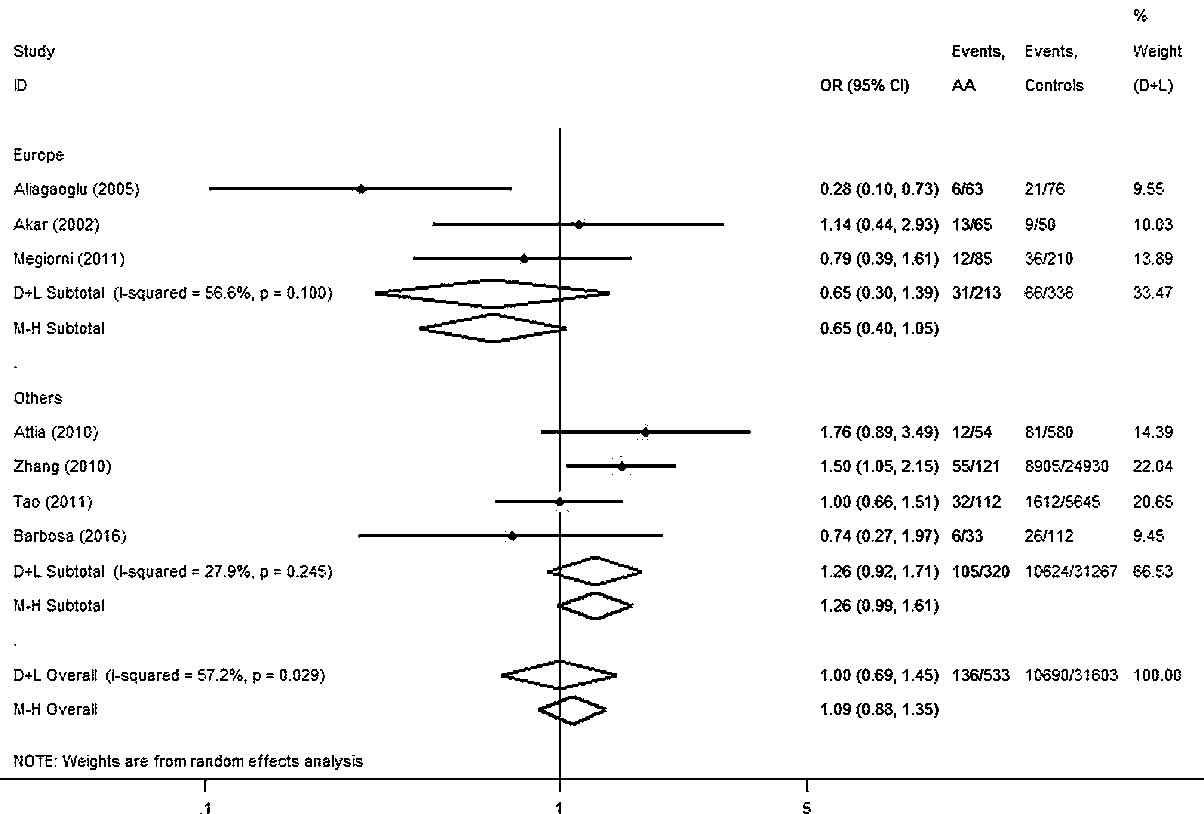 %
Study Events, Events, Weight
ID OR (95% CI) AA Controls (D+L)
Europe
Aliagaoglu (2005) 0.28 (0.10, 0.73) 6/63 21/76 9.55
Akar (2002) 1.14 (0.44, 2.93) 13/65 9/50 10.03
Megiorni (2011) 0.79 (0.39, 1.61) 12/85 36/210 13.89
D+L Subtotal (I-squared = 56.6%, p = 0.100) 0.65 (0.30, 1.39) 31/213 66/336 33.47
M-H Subtotal 0.65 (0.40, 1.05)
.
Others
Attia (2010) 1.76 (0.89, 3.49) 12/54 81/580 14.39
Zhang (2010) 1.50 (1.05, 2.15) 55/121 8905/24930 22.04
Tao (2011) 1.00 (0.66, 1.51) 32/112 1612/5645 20.65
Barbosa (2016) 0.74 (0.27, 1.97) 6/33 26/112 9.45
D+L Subtotal (I-squared = 27.9%, p = 0.245) 1.26 (0.92, 1.71) 105/320 10624/31267 66.53
M-H Subtotal 1.26 (0.99, 1.61)
.
D+L Overall (I-squared = 57.2%, p = 0.029) 1.00 (0.69, 1.45) 136/533 10690/31603 100.00
M-H Overall 1.09 (0.88, 1.35)
NOTE: Weights are from random effects analysis
.1 1 5